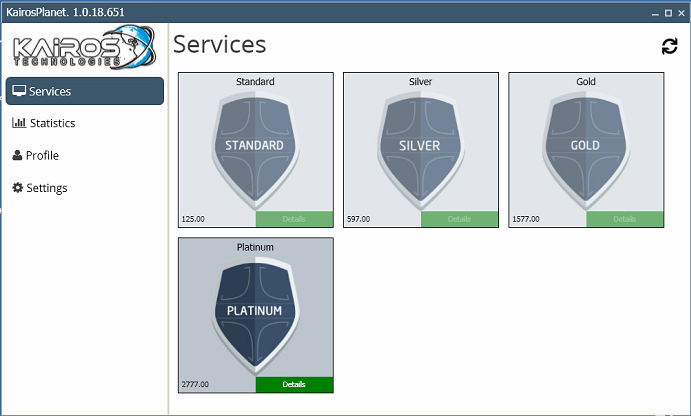 KairosPlanet. 1.0.18.651
KAIROS
TECHNOLOGIES
Services
Statistics
Profile
Settings
Services
Standard
STANDARD
125.00
Details
Silver
SILVER
597.00
Details
Gold
GOLD
1577.00
Details
Platinum
PLATINUM
2777.00
Details